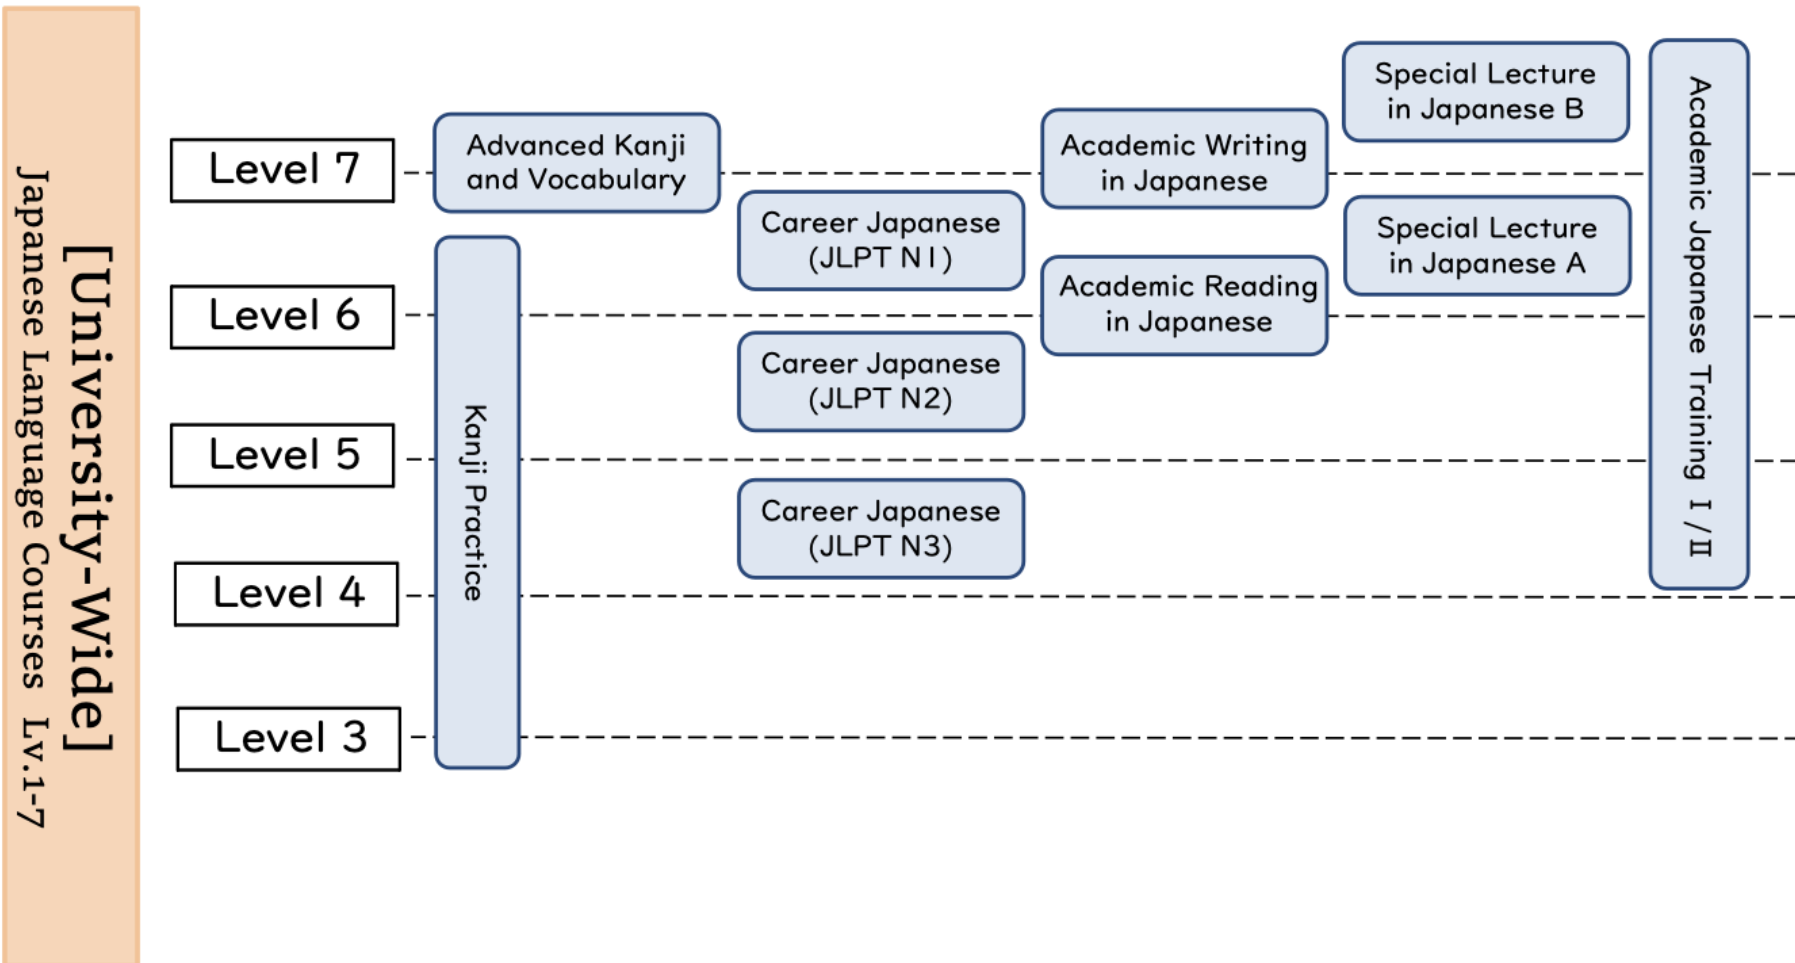 [University-Wide]
Japanese Language Courses Lv.1-7
Level 7
Level 6
Level 5
Level 4
Level 3
Advanced Kanji
and Vocabulary
Kanji Practice
Career Japanese
(JLPT N1)
Career Japanese
(JLPT N2)
Career Japanese
(JLPT N3)
Academic Writing
in Japanese
Academic Reading
in Japanese
Special Lecture
in Japanese B
Special Lecture
in Japanese A
Academic Japanese Training Ⅰ/Ⅱ